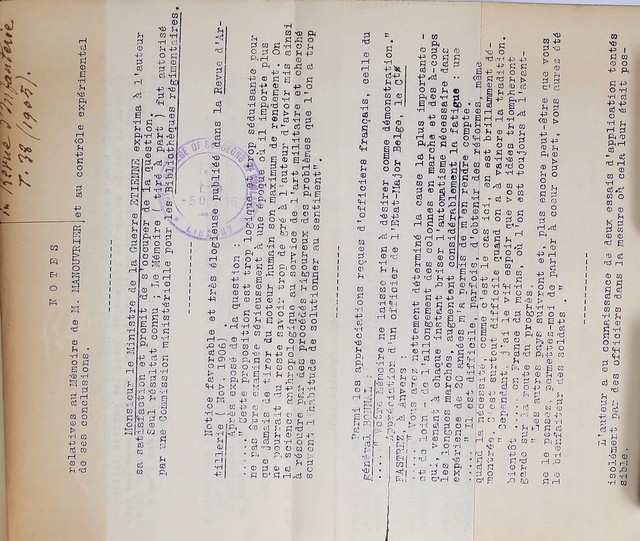 in Revue d'Infanterie
T. 38 (1905).
NOTES
relatives au Mémoire de M. MANOUVRIER et au contrôle expérimental
de ses conclusions.
Monsieur le Ministre de la Guerre ETIENNE exprima à l'auteur
sa satisfaction et promit de s'occuper de la question.
Seul résultat connu : Le Mémoire ( tiré à part ) fut autorisé
par une Commission ministérielle pour les Bibliothèques régimentaires.
Notice favorable et très élogieuse publiée dans la Revue d'Ar-
tillerie ( Nov. 1906)
Après exposé de la question :
..... " Cette proposition est trop logique et trop séduisante pour
ne pas être examinée sérieusement à une époque où il importe plus
que jamais de tirer du moteur humain son maximum de rendement. On
ne pourrait du reste savoir trop de gré à l'auteur d'avoir mis ainsi
la science anthropologique au service de l'art militaire et cherché
à résoudre par des procédés rigoureux des problèmes que l'on a trop
souvent l habitude de solutionner au sentiment".
Parmi les appréciations reçues d'officiers français, celle du
général BONNAL :
..... " Votre Mémoire ne laisse rien à désirer comme démonstration."
Appréciation d'un officier de l'Etat-Major Belge, le ct
PASTREZ, à Anvers :
..... " Vous avez nettement déterminé la cause la plus importante -
et de loin - de l'allongement des colonnes en marche et des à-coups
qui, venant à chaque instant briser l'automatisme nécessaire dans
les longues marches, augmentent considérablement la fatigue : une
expérience de 20 années m'a permis de m'en rendre compte.
..... " Il est difficile, parfois, d'obtenir des réformes, même
quand la nécessité, comme c'est le cas ici, en est brillamment dé-
montrée. C'est surtout difficile quand on a à vaincre la tradition.
" Cependant, j'ai le vif espoir que vos idées triompheront
bientôt ..... en France du moins, où l'on est toujours à l'avant-
garde sur la route du progrès.
" Les autres pays suivront et, plus encore peut-être que vous
ne le pensez, permettez-moi de parler à coeur ouvert, vous aurez été
le bienfaiteur des soldats . "
L'auteur a eu connaissance de deux essais d'application tentés
isolément par des officiers dans la mesure où cela leur était pos-
sible.